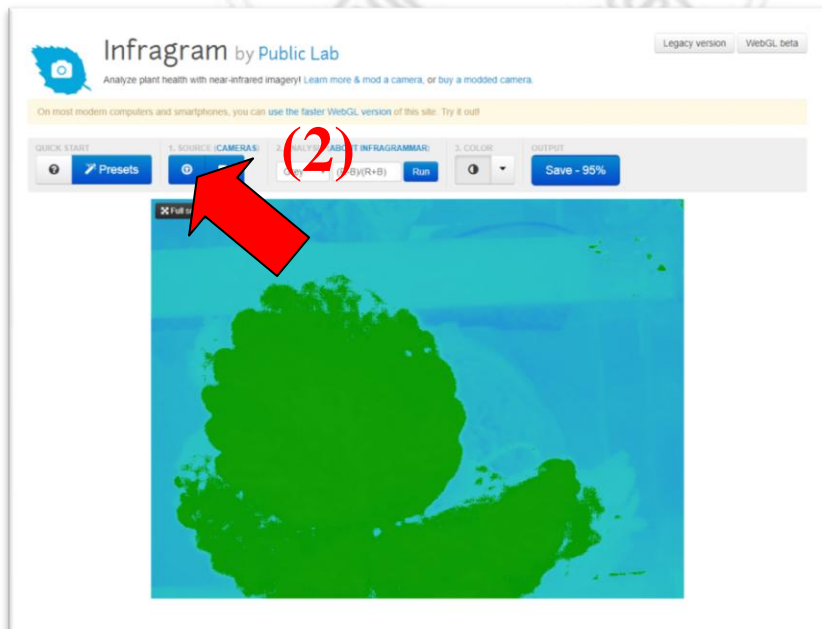 Infragram by Public Lab
Legacy version WebGL beta
Analyze plant health with near-infrared imagery! Learn more & mod a camera, or buy a modded camera.
On most modern computers and smartphones, you can use the faster WebGL version of this site. Try it out!
QUICK START 1. SOURCE (CAMERAS) (ABOUT INFRAGRAMMAR) 3. COLOR OUTPUT
(2)
Presets Run Save - 95%